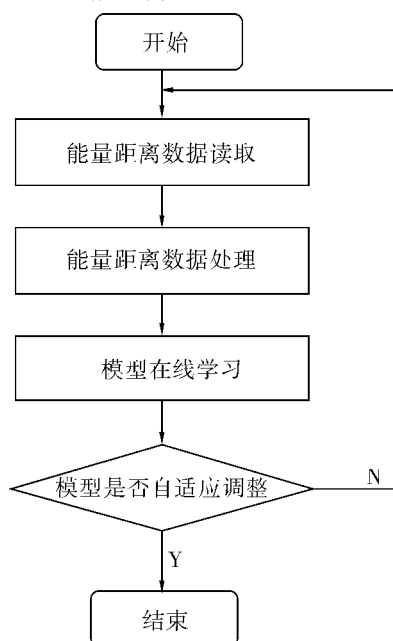 开始
能量距离数据读取
能量距离数据处理
模型在线学习
模型是否自适应调整
N
Y
结束